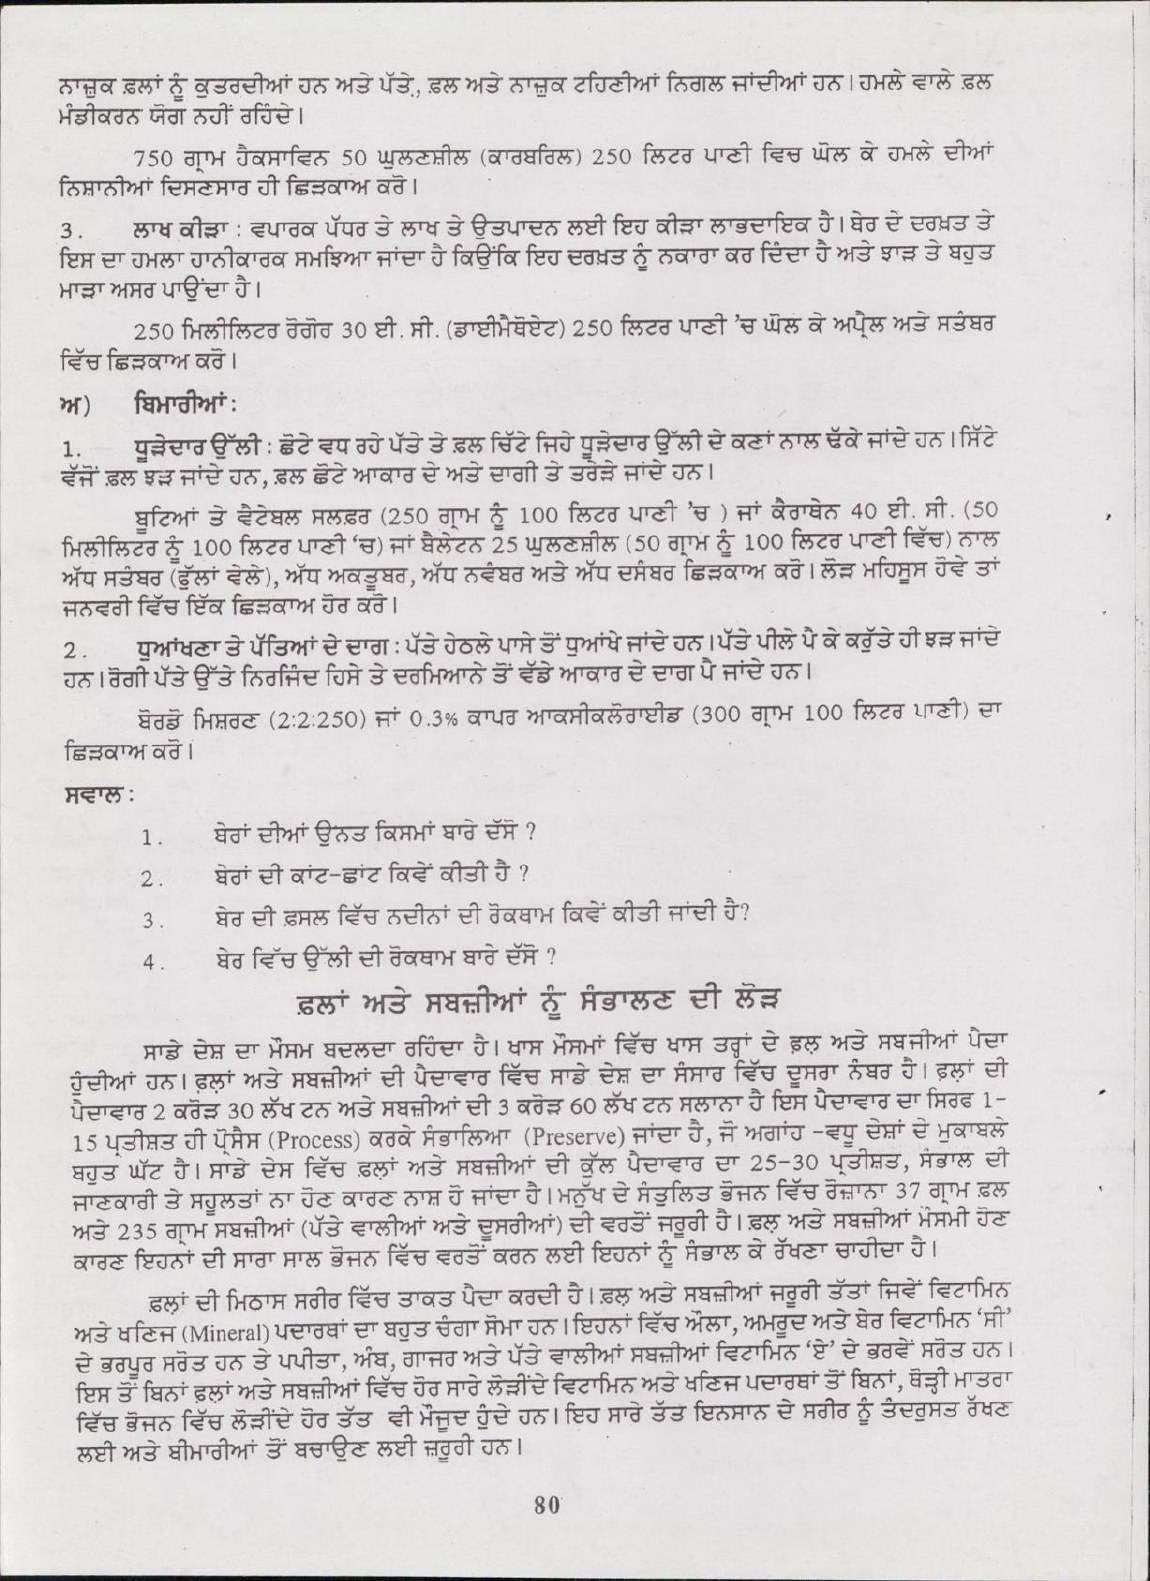 ਨਾਜ਼ੁਕ ਫ਼ਲਾਂ ਨੂੰ ਕੁਤਰਦੀਆਂ ਹਨ ਅਤੇ ਪੱਤੇ, ਫ਼ਲ ਅਤੇ ਨਾਜ਼ੁਕ ਟਹਿਣੀਆਂ ਨਿਗਲ ਜਾਂਦੀਆਂ ਹਨ। ਹਮਲੇ ਵਾਲੇ ਫ਼ਲ
ਮੰਡੀਕਰਨ ਯੋਗ ਨਹੀਂ ਰਹਿੰਦੇ।
750 ਗ੍ਰਾਮ ਹੈਕਸਾਵਿਨ 50 ਘੁਲਣਸ਼ੀਲ (ਕਾਰਬਰਿਲ) 250 ਲਿਟਰ ਪਾਣੀ ਵਿਚ ਘੋਲ ਕੇ ਹਮਲੇ ਦੀਆਂ
ਨਿਸ਼ਾਨੀਆਂ ਦਿਸਣਸਾਰ ਹੀ ਛਿੜਕਾਅ ਕਰੋ।
3. ਲਾਖ ਕੀੜਾ : ਵਪਾਰਕ ਪੱਧਰ ਤੇ ਲਾਖ ਤੇ ਉਤਪਾਦਨ ਲਈ ਇਹ ਕੀੜਾ ਲਾਭਦਾਇਕ ਹੈ। ਬੇਰ ਦੇ ਦਰਖ਼ਤ ਤੇ
ਇਸ ਦਾ ਹਮਲਾ ਹਾਨੀਕਾਰਕ ਸਮਝਿਆ ਜਾਂਦਾ ਹੈ ਕਿਉਂਕਿ ਇਹ ਦਰਖ਼ਤ ਨੂੰ ਨਕਾਰਾ ਕਰ ਦਿੰਦਾ ਹੈ ਅਤੇ ਝਾੜ ਤੇ ਬਹੁਤ
ਮਾੜਾ ਅਸਰ ਪਾਉਂਦਾ ਹੈ।
250 ਮਿਲੀਲਿਟਰ ਰੋਗੋਰ 30 ਈ. ਸੀ. (ਡਾਈਮੈਥੋਏਟ) 250 ਲਿਟਰ ਪਾਣੀ 'ਚ ਘੋਲ ਕੇ ਅਪ੍ਰੈਲ ਅਤੇ ਸਤੰਬਰ
ਵਿੱਚ ਛਿੜਕਾਅ ਕਰੋ।
ਅ) ਬਿਮਾਰੀਆਂ :
1. ਧੂੜੇਦਾਰ ਉੱਲੀ : ਛੋਟੇ ਵਧ ਰਹੇ ਪੱਤੇ ਤੇ ਫ਼ਲ ਚਿੱਟੇ ਜਿਹੇ ਧੂੜੇਦਾਰ ਉੱਲੀ ਦੇ ਕਣਾਂ ਨਾਲ ਢੱਕੇ ਜਾਂਦੇ ਹਨ। ਸਿੱਟੇ
ਵੱਜੋਂ ਫ਼ਲ ਝੜ ਜਾਂਦੇ ਹਨ, ਫ਼ਲ ਛੋਟੇ ਆਕਾਰ ਦੇ ਅਤੇ ਦਾਗੀ ਤੇ ਤਰੇੜੇ ਜਾਂਦੇ ਹਨ।
ਬੂਟਿਆਂ ਤੇ ਵੈਟੇਬਲ ਸਲਫ਼ਰ (250 ਗ੍ਰਾਮ ਨੂੰ 100 ਲਿਟਰ ਪਾਣੀ 'ਚ ) ਜਾਂ ਕੈਰਾਥੇਨ 40 ਈ. ਸੀ. (50
ਮਿਲੀਲਿਟਰ ਨੂੰ 100 ਲਿਟਰ ਪਾਣੀ 'ਚ) ਜਾਂ ਬੈਲੇਟਨ 25 ਘੁਲਣਸ਼ੀਲ (50 ਗ੍ਰਾਮ ਨੂੰ 100 ਲਿਟਰ ਪਾਣੀ ਵਿੱਚ) ਨਾਲ
ਅੱਧ ਸਤੰਬਰ (ਫੁੱਲਾਂ ਵੇਲੇ), ਅੱਧ ਅਕਤੂਬਰ, ਅੱਧ ਨਵੰਬਰ ਅਤੇ ਅੱਧ ਦਸੰਬਰ ਛਿੜਕਾਅ ਕਰੋ। ਲੋੜ ਮਹਿਸੂਸ ਹੋਵੇ ਤਾਂ
ਜਨਵਰੀ ਵਿੱਚ ਇੱਕ ਛਿੜਕਾਅ ਹੋਰ ਕਰੋ।
2. ਧੁਆਂਖਣਾ ਤੇ ਪੱਤਿਆਂ ਦੇ ਦਾਗ : ਪੱਤੇ ਹੇਠਲੇ ਪਾਸੇ ਤੋਂ ਧੁਆਂਖੇ ਜਾਂਦੇ ਹਨ। ਪੱਤੇ ਪੀਲੇ ਪੈ ਕੇ ਕਰੁੱਤੇ ਹੀ ਝੜ ਜਾਂਦੇ
ਹਨ। ਰੋਗੀ ਪੱਤੇ ਉੱਤੇ ਨਿਰਜਿੰਦ ਹਿਸੇ ਤੇ ਦਰਮਿਆਨੇ ਤੋਂ ਵੱਡੇ ਆਕਾਰ ਦੇ ਦਾਗ ਪੈ ਜਾਂਦੇ ਹਨ।
ਬੋਰਡੋ ਮਿਸ਼ਰਣ (2:2:250) ਜਾਂ 0.3% ਕਾਪਰ ਆਕਸੀਕਲੋਰਾਈਡ (300 ਗ੍ਰਾਮ 100 ਲਿਟਰ ਪਾਣੀ) ਦਾ
ਛਿੜਕਾਅ ਕਰੋ।
ਸਵਾਲ :
1. ਬੇਰਾਂ ਦੀਆਂ ਉਨਤ ਕਿਸਮਾਂ ਬਾਰੇ ਦੱਸੋ ?
2. ਬੇਰਾਂ ਦੀ ਕਾਂਟ-ਛਾਂਟ ਕਿਵੇਂ ਕੀਤੀ ਹੈ ?
3. ਬੇਰ ਦੀ ਫ਼ਸਲ ਵਿੱਚ ਨਦੀਨਾਂ ਦੀ ਰੋਕਥਾਮ ਕਿਵੇਂ ਕੀਤੀ ਜਾਂਦੀ ਹੈ?
4. ਬੇਰ ਵਿੱਚ ਉੱਲੀ ਦੀ ਰੋਕਥਾਮ ਬਾਰੇ ਦੱਸੋ ?
ਫ਼ਲਾਂ ਅਤੇ ਸਬਜ਼ੀਆਂ ਨੂੰ ਸੰਭਾਲਣ ਦੀ ਲੋੜ
ਸਾਡੇ ਦੇਸ਼ ਦਾ ਮੌਸਮ ਬਦਲਦਾ ਰਹਿੰਦਾ ਹੈ। ਖਾਸ ਮੌਸਮਾਂ ਵਿੱਚ ਖਾਸ ਤਰ੍ਹਾਂ ਦੇ ਫ਼ਲ ਅਤੇ ਸਬਜੀਆਂ ਪੈਦਾ
ਹੁੰਦੀਆਂ ਹਨ। ਫ਼ਲਾਂ ਅਤੇ ਸਬਜ਼ੀਆਂ ਦੀ ਪੈਦਾਵਾਰ ਵਿੱਚ ਸਾਡੇ ਦੇਸ਼ ਦਾ ਸੰਸਾਰ ਵਿੱਚ ਦੂਸਰਾ ਨੰਬਰ ਹੈ। ਫ਼ਲਾਂ ਦੀ
ਪੈਦਾਵਾਰ 2 ਕਰੋੜ 30 ਲੱਖ ਟਨ ਅਤੇ ਸਬਜ਼ੀਆਂ ਦੀ 3 ਕਰੋੜ 60 ਲੱਖ ਟਨ ਸਲਾਨਾ ਹੈ ਇਸ ਪੈਦਾਵਾਰ ਦਾ ਸਿਰਫ 1-
15 ਪ੍ਰਤੀਸ਼ਤ ਹੀ ਪ੍ਰੋਸੈਸ (Process) ਕਰਕੇ ਸੰਭਾਲਿਆ (Preserve) ਜਾਂਦਾ ਹੈ, ਜੋ ਅਗਾਂਹ -ਵਧੂ ਦੇਸ਼ਾਂ ਦੇ ਮੁਕਾਬਲੇ
ਬਹੁਤ ਘੱਟ ਹੈ। ਸਾਡੇ ਦੇਸ ਵਿੱਚ ਫ਼ਲਾਂ ਅਤੇ ਸਬਜ਼ੀਆਂ ਦੀ ਕੁੱਲ ਪੈਦਾਵਾਰ ਦਾ 25-30 ਪ੍ਰਤੀਸ਼ਤ, ਸੰਭਾਲ ਦੀ
ਜਾਣਕਾਰੀ ਤੇ ਸਹੂਲਤਾਂ ਨਾ ਹੋਣ ਕਾਰਣ ਨਾਸ਼ ਹੋ ਜਾਂਦਾ ਹੈ। ਮਨੁੱਖ ਦੇ ਸੰਤੁਲਿਤ ਭੋਜਨ ਵਿੱਚ ਰੋਜ਼ਾਨਾ 37 ਗ੍ਰਾਮ ਫ਼ਲ
ਅਤੇ 235 ਗ੍ਰਾਮ ਸਬਜ਼ੀਆਂ (ਪੱਤੇ ਵਾਲੀਆਂ ਅਤੇ ਦੂਸਰੀਆਂ) ਦੀ ਵਰਤੋਂ ਜਰੂਰੀ ਹੈ। ਫ਼ਲ ਅਤੇ ਸਬਜ਼ੀਆਂ ਮੌਸਮੀ ਹੋਣ
ਕਾਰਣ ਇਹਨਾਂ ਦੀ ਸਾਰਾ ਸਾਲ ਭੋਜਨ ਵਿੱਚ ਵਰਤੋਂ ਕਰਨ ਲਈ ਇਹਨਾਂ ਨੂੰ ਸੰਭਾਲ ਕੇ ਰੱਖਣਾ ਚਾਹੀਦਾ ਹੈ।
ਫ਼ਲਾਂ ਦੀ ਮਿਠਾਸ ਸਰੀਰ ਵਿੱਚ ਤਾਕਤ ਪੈਦਾ ਕਰਦੀ ਹੈ। ਫ਼ਲ ਅਤੇ ਸਬਜ਼ੀਆਂ ਜਰੂਰੀ ਤੱਤਾਂ ਜਿਵੇਂ ਵਿਟਾਮਿਨ
ਅਤੇ ਖਣਿਜ (Mineral) ਪਦਾਰਥਾਂ ਦਾ ਬਹੁਤ ਚੰਗਾ ਸੋਮਾ ਹਨ। ਇਹਨਾਂ ਵਿੱਚ ਔਲਾ, ਅਮਰੂਦ ਅਤੇ ਬੇਰ ਵਿਟਾਮਿਨ 'ਸੀ'
ਦੇ ਭਰਪੂਰ ਸਰੋਤ ਹਨ ਤੇ ਪਪੀਤਾ, ਅੰਬ, ਗਾਜਰ ਅਤੇ ਪੱਤੇ ਵਾਲੀਆਂ ਸਬਜ਼ੀਆਂ ਵਿਟਾਮਿਨ 'ਏ' ਦੇ ਭਰਵੇਂ ਸਰੋਤ ਹਨ।
ਇਸ ਤੋਂ ਬਿਨਾਂ ਫ਼ਲਾਂ ਅਤੇ ਸਬਜ਼ੀਆਂ ਵਿੱਚ ਹੋਰ ਸਾਰੇ ਲੋੜੀਂਦੇ ਵਿਟਾਮਿਨ ਅਤੇ ਖਣਿਜ ਪਦਾਰਥਾਂ ਤੋਂ ਬਿਨਾਂ, ਥੋੜ੍ਹੀ ਮਾਤਰਾ
ਵਿੱਚ ਭੋਜਨ ਵਿੱਚ ਲੋੜੀਂਦੇ ਹੋਰ ਤੱਤ ਵੀ ਮੌਜੂਦ ਹੁੰਦੇ ਹਨ। ਇਹ ਸਾਰੇ ਤੱਤ ਇਨਸਾਨ ਦੇ ਸਰੀਰ ਨੂੰ ਤੰਦਰੁਸਤ ਰੱਖਣ
ਲਈ ਅਤੇ ਬੀਮਾਰੀਆਂ ਤੋਂ ਬਚਾਉਣ ਲਈ ਜ਼ਰੂਰੀ ਹਨ।
80